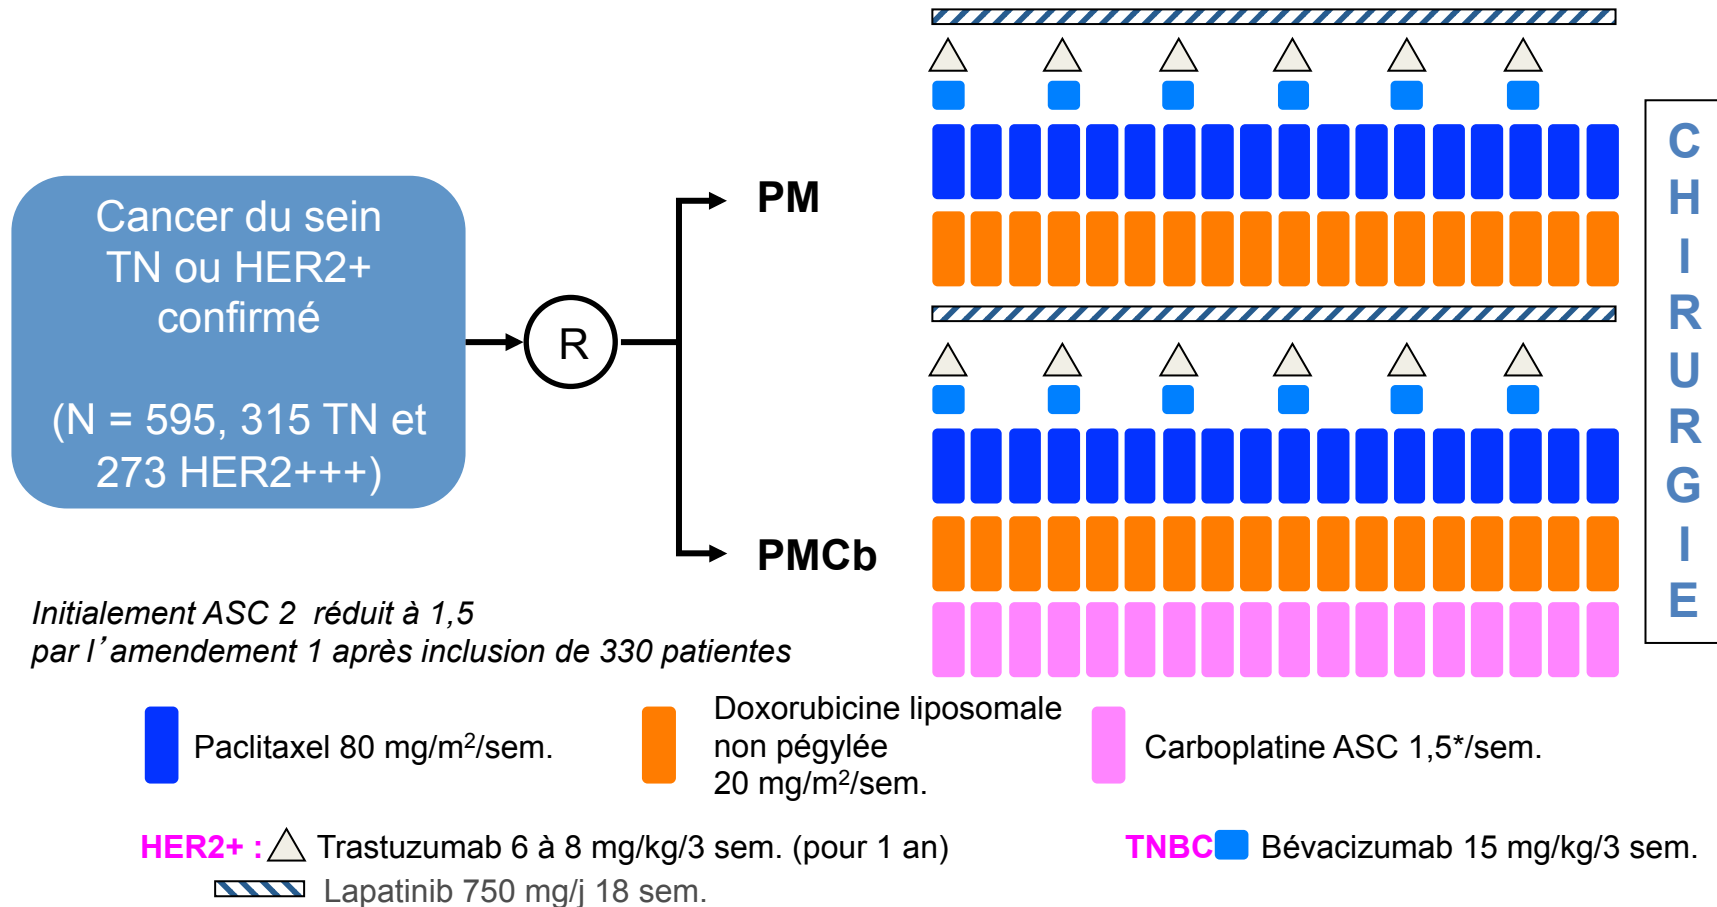 Cancer du sein
TN ou HER2+
confirmé
(N = 595, 315 TN et
273 HER2+++)
R
PM
PMCb
CHIRURGIE
Initialement ASC 2 réduit à 1,5
par l’amendement 1 après inclusion de 330 patientes
Paclitaxel 80 mg/m²/sem.
Doxorubicine liposomale
non pégylée
20 mg/m²/sem.
Carboplatine ASC 1,5*/sem.
HER2+ : Trastuzumab 6 à 8 mg/kg/3 sem. (pour 1 an)
TNBC Bévacizumab 15 mg/kg/3 sem.
Lapatinib 750 mg/j 18 sem.